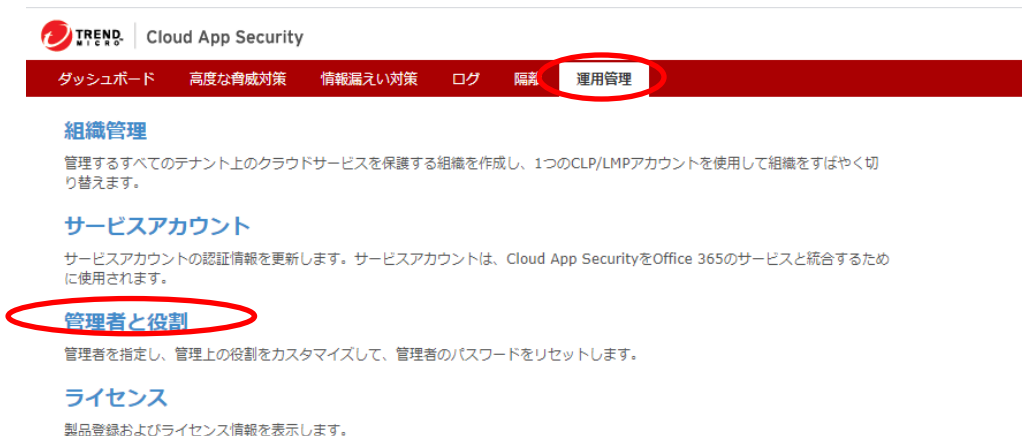 TREND MICRO Cloud App Security
ダッシュボード 高度な脅威対策 情報漏えい対策 ログ 隔離 運用管理
組織管理
管理するすべてのテナント上のクラウドサービスを保護する組織を作成し、1つのCLP/LMPアカウントを使用して組織をすばやく切
り替えます。
サービスアカウント
サービスアカウントの認証情報を更新します。サービスアカウントは、Cloud App SecurityをOffice 365のサービスと統合するため
に使用されます。
管理者と役割
管理者を指定し、管理上の役割をカスタマイズして、管理者のパスワードをリセットします。
ライセンス
製品登録およびライセンス情報を表示します。